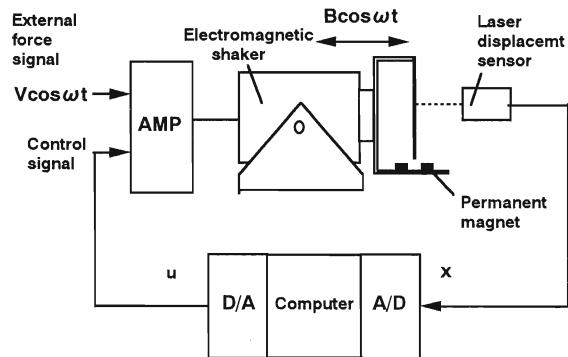 External
force
signal
Vcosωt
Control
signal
AMP
Electromagnetic
shaker
Bcosωt
Laser
displacemt
sensor
O
Permanent
magnet
u
x
D/A
Computer
A/D